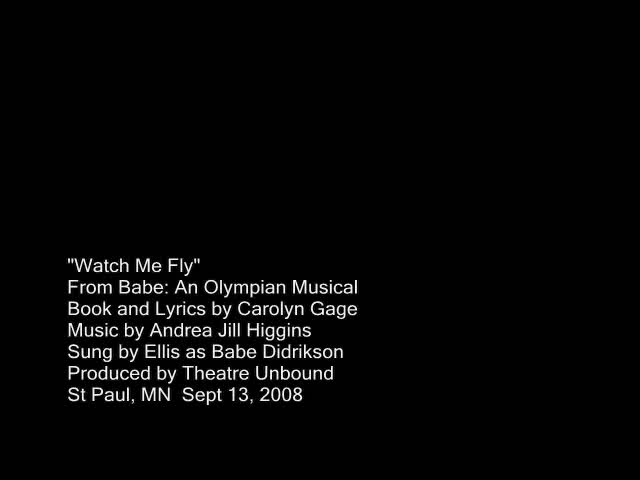 "Watch Me Fly"
From Babe: An Olympian Musical
Book and Lyrics by Carolyn Gage
Music by Andrea Jill Higgins
Sung by Ellis as Babe Didrikson
Produced by Theatre Unbound
St Paul, MN  Sept 13, 2008